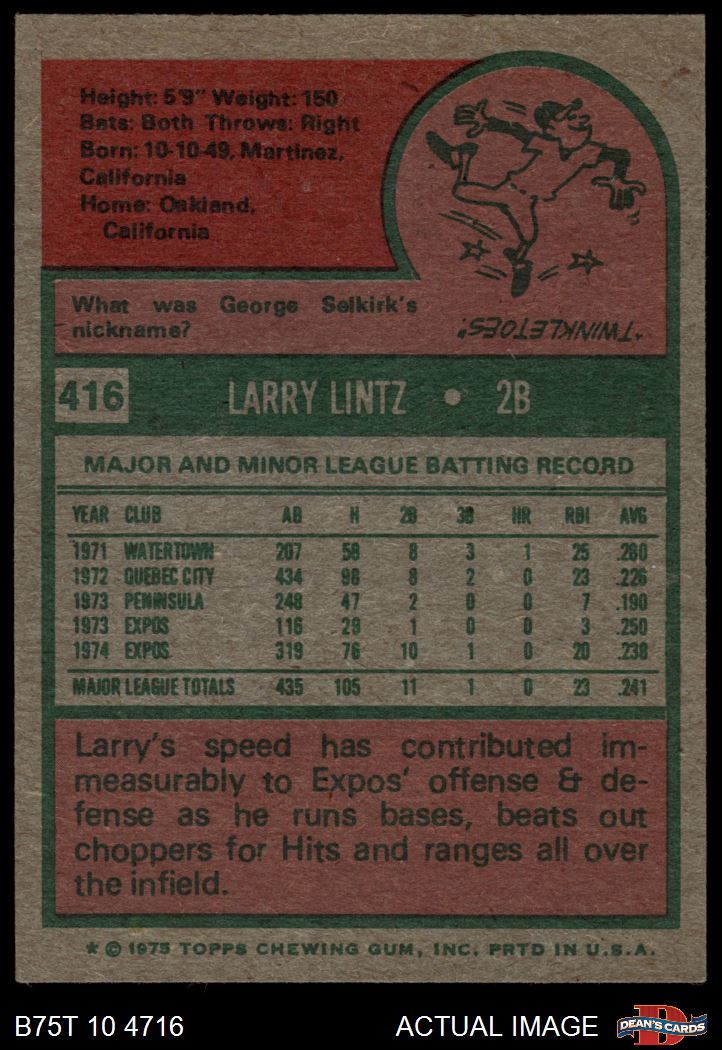 Height: 5'9" Weight: 150
Bats: Both Throws: Right
Born: 10-10-49, Martinez,
California
Home: Oakland,
California
What was George Selkirk's
nickname?
"TWINKLETOES".
416 LARRY LINTZ • 2B
MAJOR AND MINOR LEAGUE BATTING RECORD
YEAR CLUB AB H 2B 3B HR RBI AVG
1971 WATERTOWN 207 58 8 3 1 25 .280
1972 QUEBEC CITY 434 98 8 2 0 23 .226
1973 PENINSULA 248 47 2 0 0 7 .190
1973 EXPOS 116 29 1 0 0 3 .250
1974 EXPOS 319 76 10 1 0 20 .238
MAJOR LEAGUE TOTALS 435 105 11 1 0 23 .241
Larry's speed has contributed im-
measurably to Expos' offense & de-
fense as he runs bases, beats out
choppers for Hits and ranges all over
the infield.
* © 1975 TOPPS CHEWING GUM, INC. PRTD IN U.S.A.
B75T 10 4716 ACTUAL IMAGE D DEAN'S CARDS